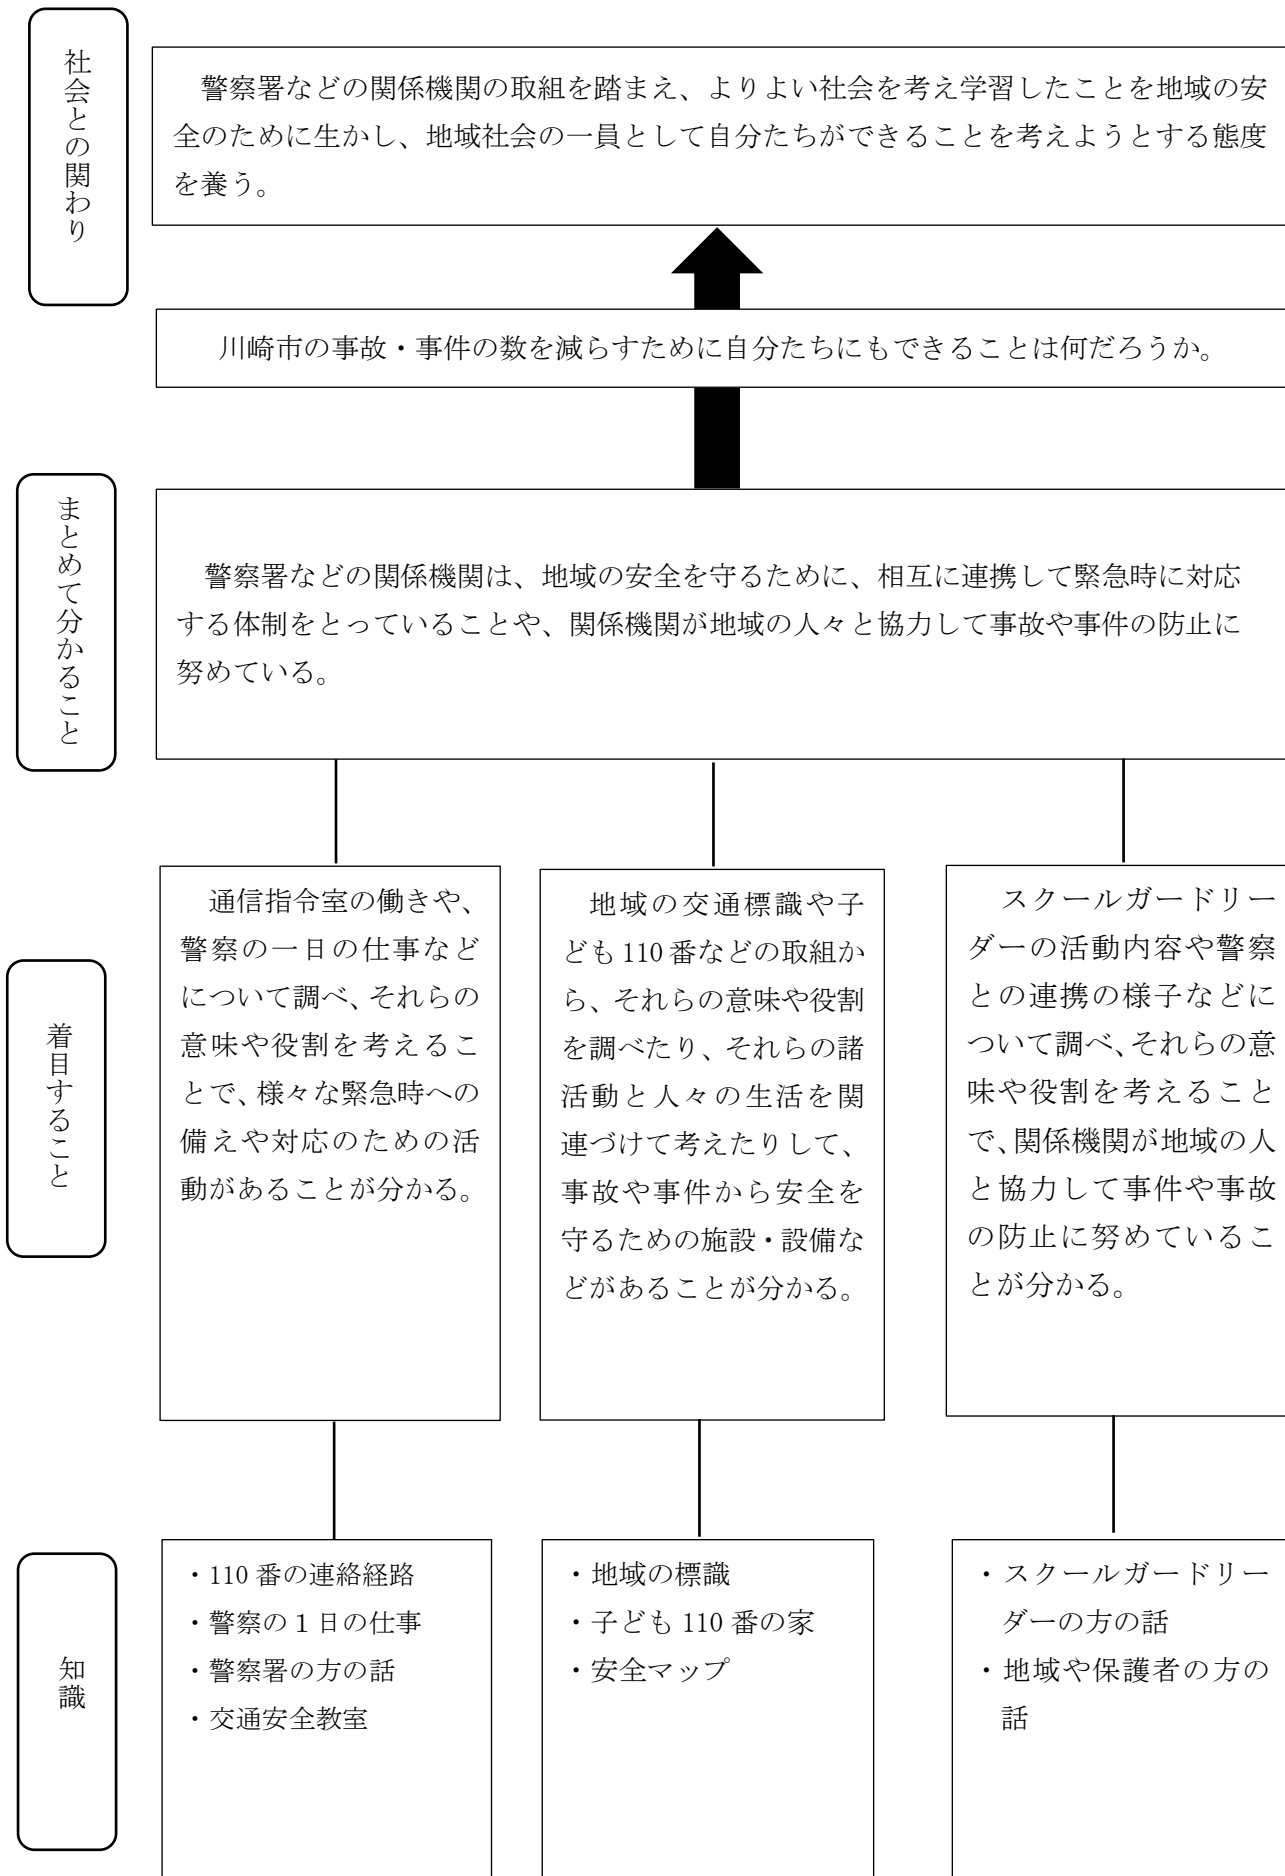 社会との関わり
警察署などの関係機関の取組を踏まえ、よりよい社会を考え学習したことを地域の安
全のために生かし、地域社会の一員として自分たちができることを考えようとする態度
を養う。
川崎市の事故・事件の数を減らすために自分たちにもできることは何だろうか。
まとめて分かること
警察署などの関係機関は、地域の安全を守るために、相互に連携して緊急時に対応
する体制をとっていることや、関係機関が地域の人々と協力して事故や事件の防止に
努めている。
着目すること
通信指令室の働きや、
警察の一日の仕事など
について調べ、それらの
意味や役割を考えるこ
とで、様々な緊急時への
備えや対応のための活
動があることが分かる。
地域の交通標識や子
ども 110 番などの取組か
ら、それらの意味や役割
を調べたり、それらの諸
活動と人々の生活を関
連づけて考えたりして、
事故や事件から安全を
守るための施設・設備な
どがあることが分かる。
スクールガードリー
ダーの活動内容や警察
との連携の様子などに
ついて調べ、それらの意
味や役割を考えること
で、関係機関が地域の人
と協力して事件や事故
の防止に努めているこ
とが分かる。
知識
・110 番の連絡経路
・警察の１日の仕事
・警察署の方の話
・交通安全教室
・地域の標識
・子ども 110 番の家
・安全マップ
・スクールガードリー
ダーの方の話
・地域や保護者の方の
話